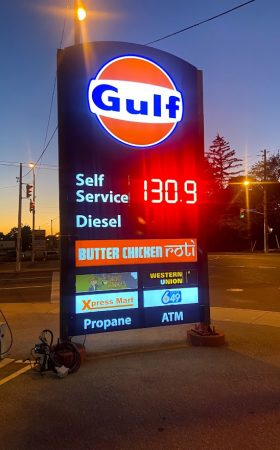 Gulf
Self
Service
130.9
Diesel
BUTTER CHICKEN roti
WESTERN
UNION
Xpress Mart
649
Propane
ATM